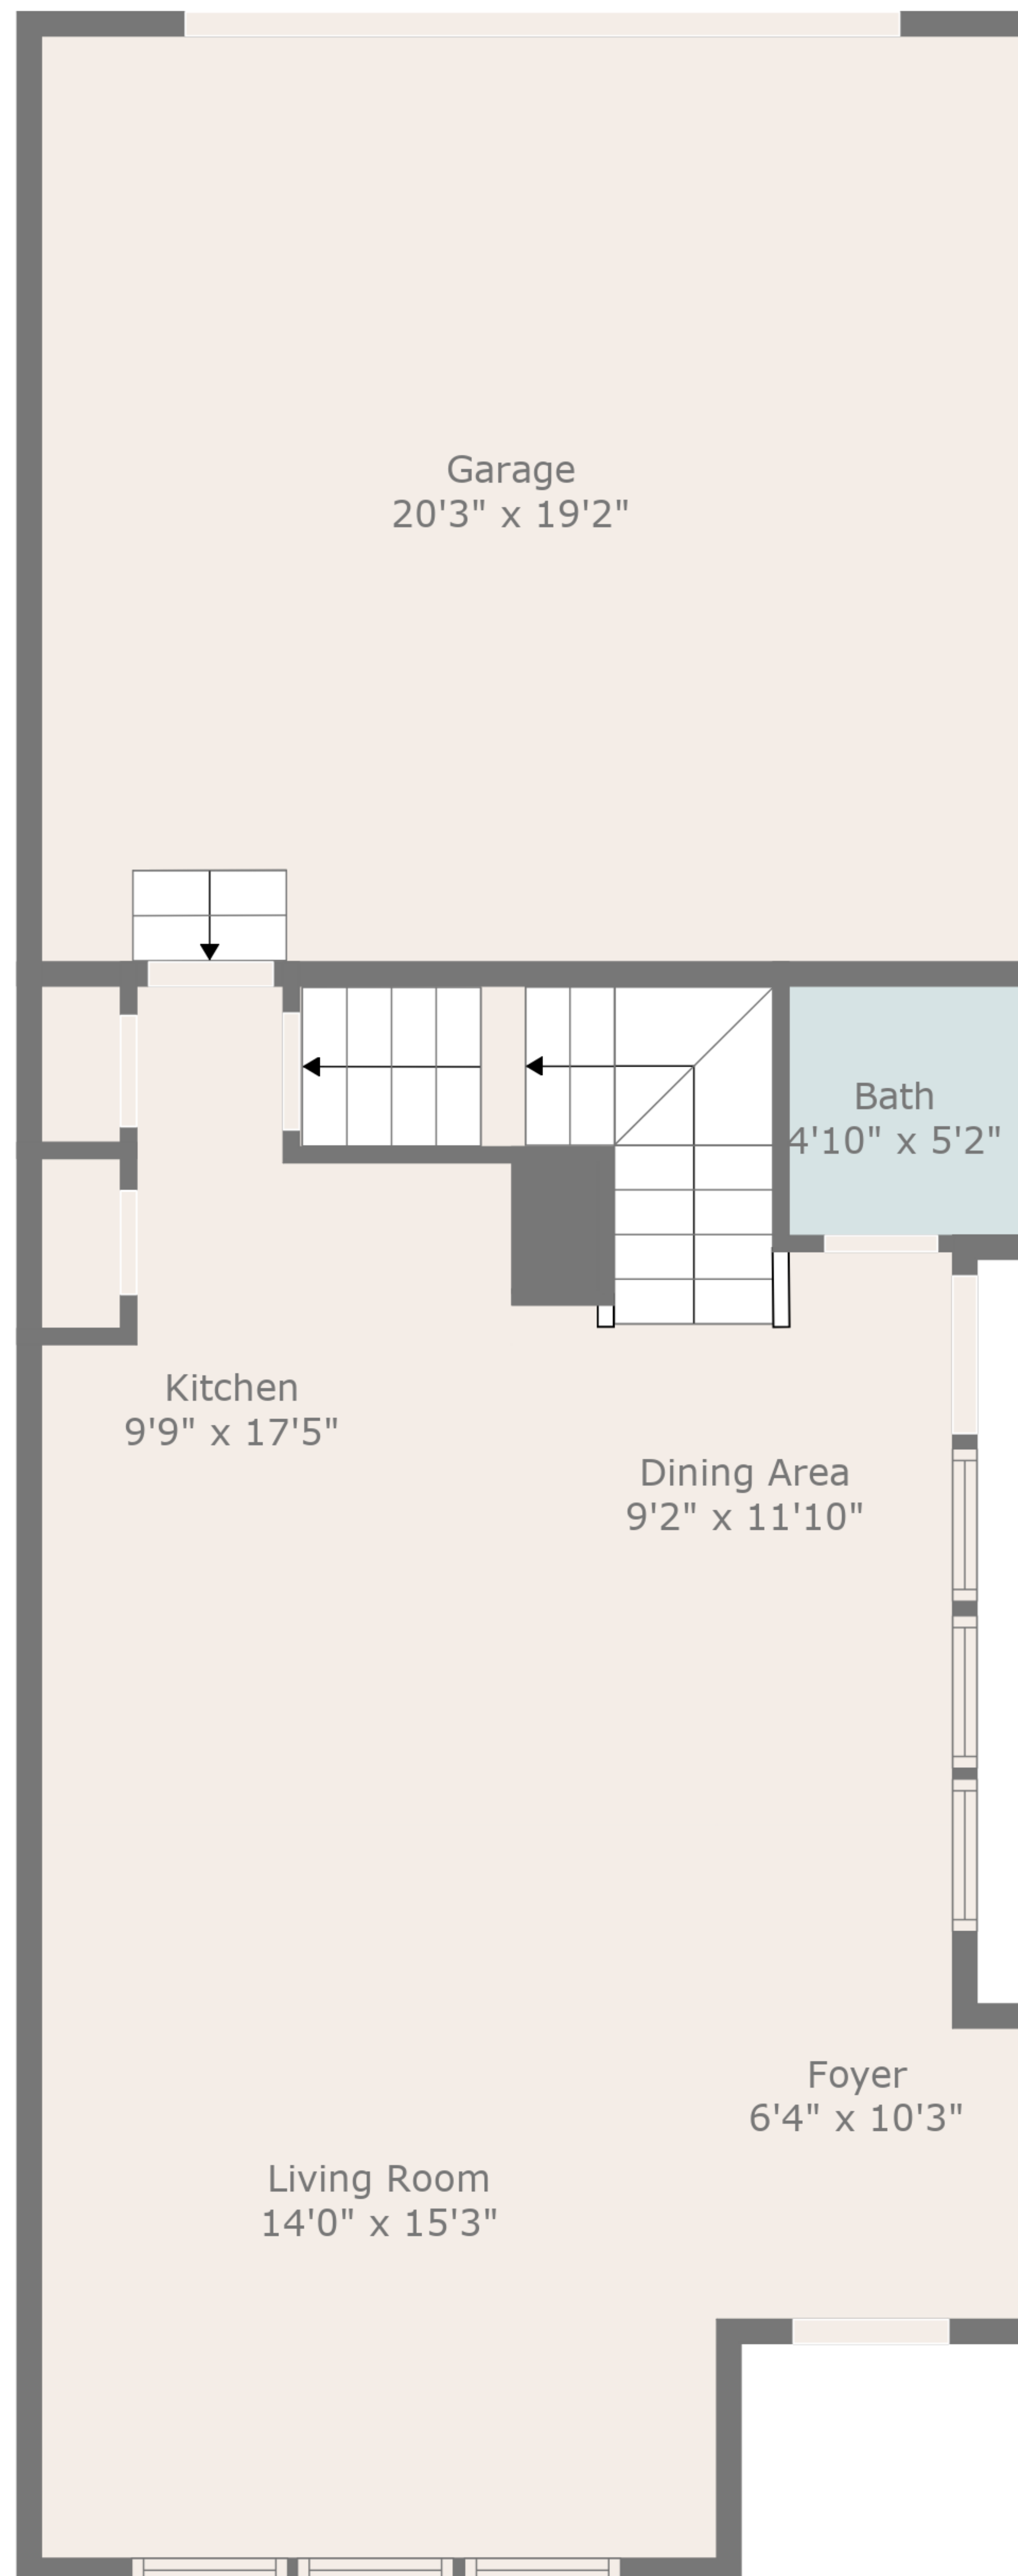 Garage
20'3" x 19'2"
Bath
4'10" x 5'2"
Kitchen
9'9" x 17'5"
Dining Area
9'2" x 11'10"
Foyer
6'4" x 10'3"
Living Room
14'0" x 15'3"